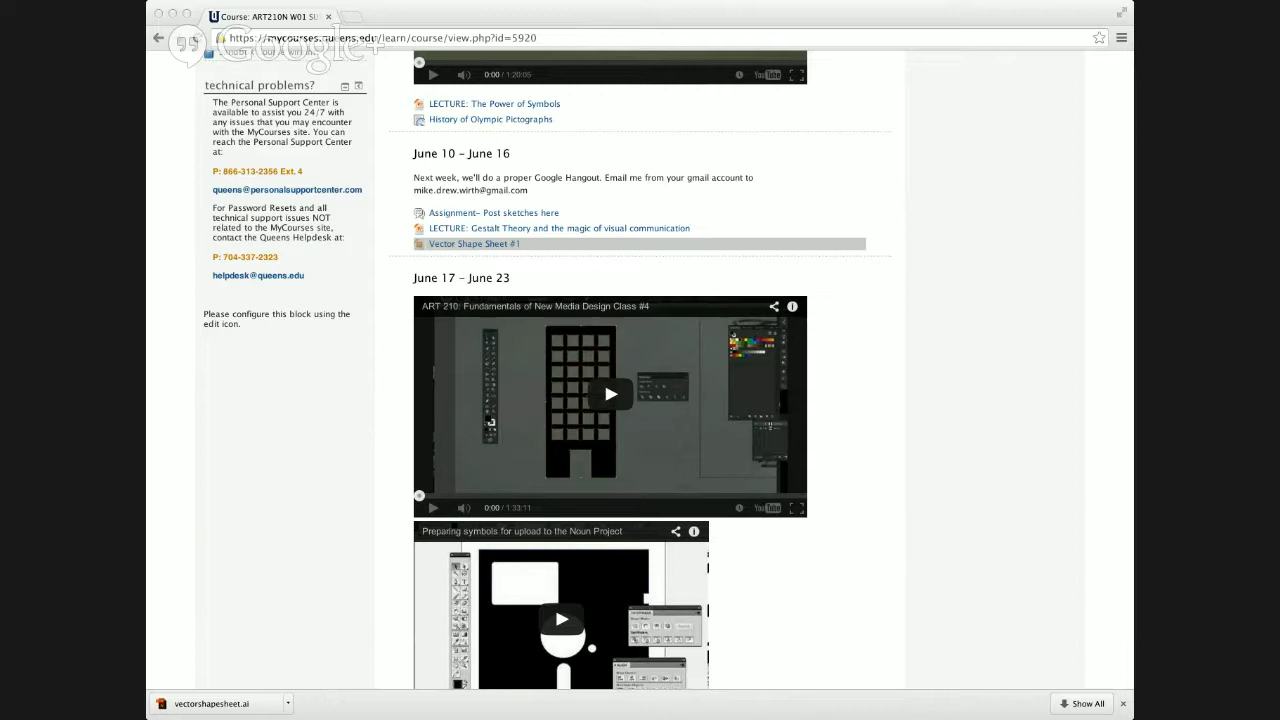 Course: ART210N W01 SU
https://mycourses.queens.edu/learn/course/view.php?id=5920
Google+
technical problems?
The Personal Support Center is
available to assist you 24/7 with
any issues that you may encounter
with the MyCourses site. You can
reach the Personal Support Center
at:
P: 866-313-2356 Ext. 4
queens@personalsupportcenter.com
For Password Resets and all
technical support issues NOT
related to the MyCourses site,
contact the Queens Helpdesk at:
P: 704-337-2323
helpdesk@queens.edu
Please configure this block using the
edit icon.
0:00 / 1:20:05
YouTube
LECTURE: The Power of Symbols
History of Olympic Pictographs
June 10 - June 16
Next week, we'll do a proper Google Hangout. Email me from your gmail account to
mike.drew.wirth@gmail.com
Assignment- Post sketches here
LECTURE: Gestalt Theory and the magic of visual communication
Vector Shape Sheet #1
June 17 - June 23
ART 210: Fundamentals of New Media Design Class #4
0:00 / 1:33:11
YouTube
Preparing symbols for upload to the Noun Project
vectorshapesheet.ai
Show All